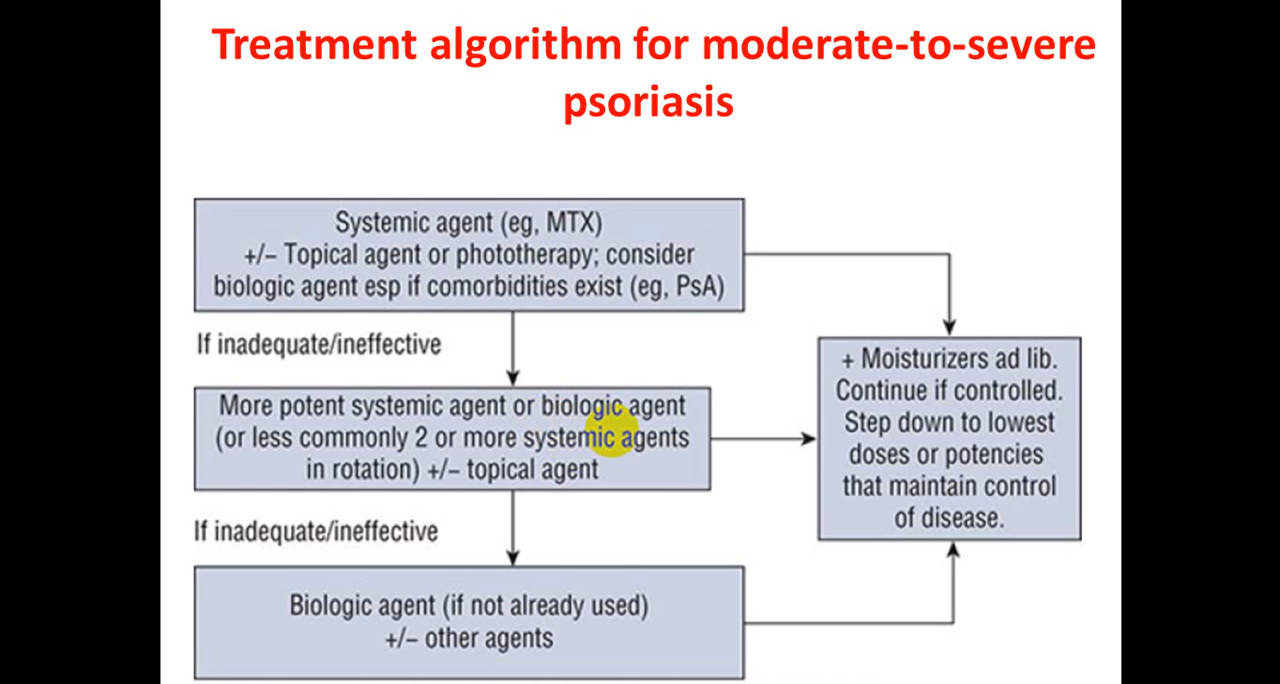 Treatment algorithm for moderate-to-severe
psoriasis
Systemic agent (eg, MTX)
+/– Topical agent or phototherapy; consider
biologic agent esp if comorbidities exist (eg, PsA)
If inadequate/ineffective
More potent systemic agent or biologic agent
(or less commonly 2 or more systemic agents
in rotation) +/– topical agent
If inadequate/ineffective
Biologic agent (if not already used)
+/– other agents
+ Moisturizers ad lib.
Continue if controlled.
Step down to lowest
doses or potencies
that maintain control
of disease.